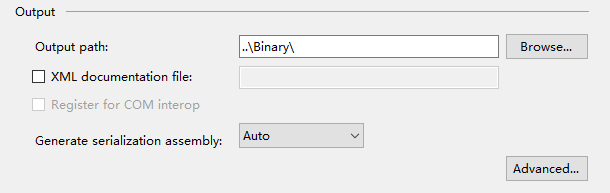 Output
Output path: ..\Binary\ Browse...
XML documentation file:
Register for COM interop
Generate serialization assembly: Auto
Advanced...